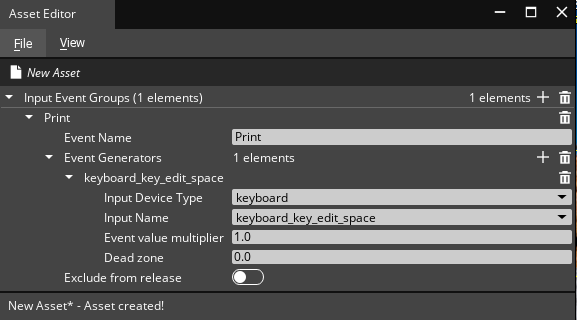 Asset Editor
File View
New Asset
Input Event Groups (1 elements) 1 elements
Print
Event Name Print
Event Generators 1 elements
keyboard_key_edit_space
Input Device Type keyboard
Input Name keyboard_key_edit_space
Event value multiplier 1.0
Dead zone 0.0
Exclude from release
New Asset* - Asset created!